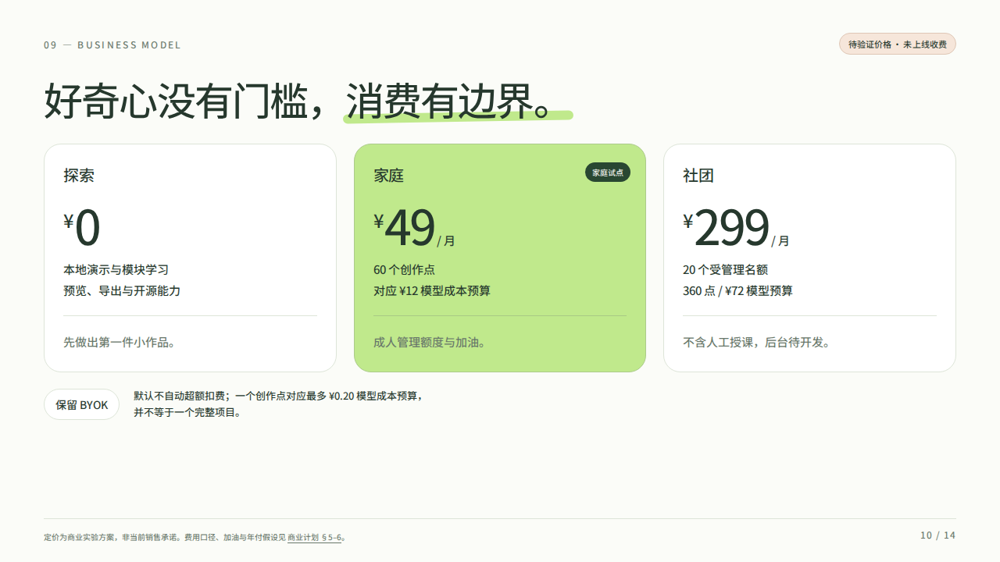 09 — BUSINESS MODEL
待验证价格 · 未上线收费
好奇心没有门槛，消费有边界。
探索
¥0
本地演示与模块学习
预览、导出与开源能力
先做出第一件小作品。
家庭
家庭试点
¥49 / 月
60 个创作点
对应 ¥12 模型成本预算
成人管理额度与加油。
社团
¥299 / 月
20 个受管理名额
360 点 / ¥72 模型预算
不含人工授课，后台待开发。
保留 BYOK
默认不自动超额扣费；一个创作点对应最多 ¥0.20 模型成本预算，
并不等于一个完整项目。
定价为商业实验方案，非当前销售承诺。费用口径、加油与年付假设见 商业计划 §5–6。
10 / 14